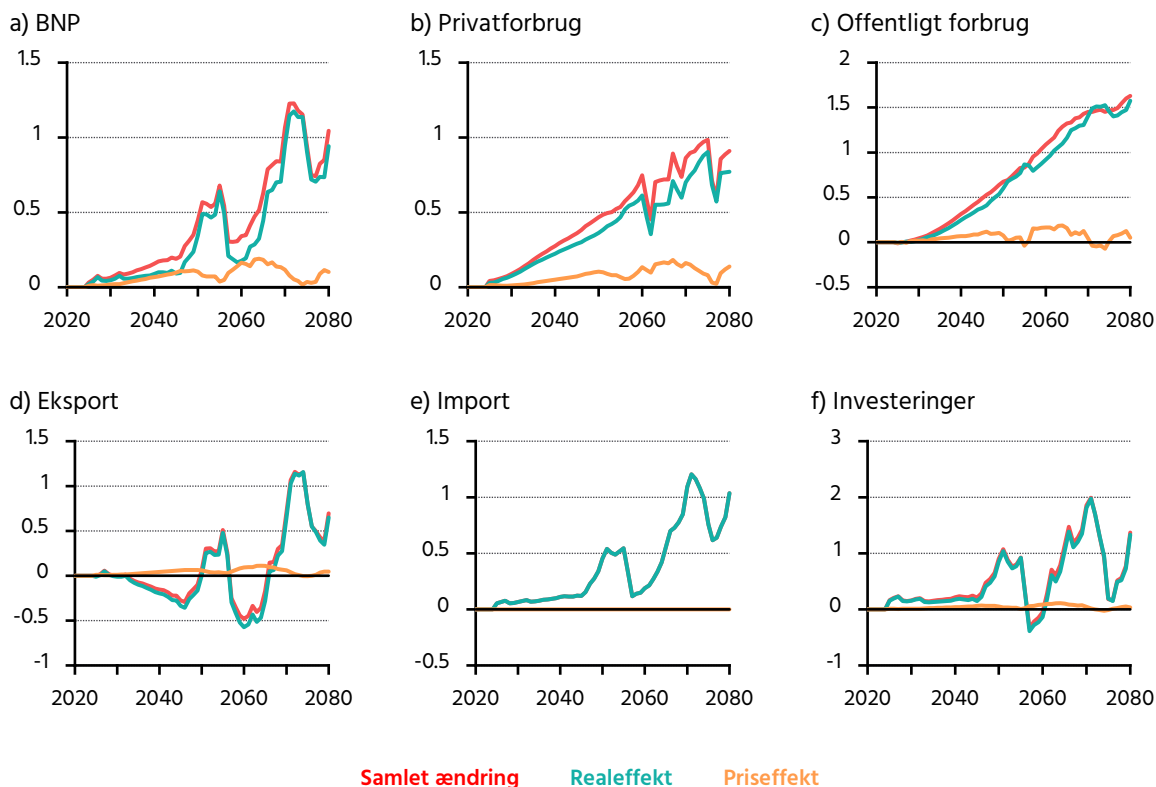 a) BNP
1.5
1
0.5
0
2020 2040 2060 2080
b) Privatforbrug
1.5
1
0.5
0
2020 2040 2060 2080
c) Offentligt forbrug
2
1.5
1
0.5
0
-0.5
2020 2040 2060 2080
d) Eksport
1.5
1
0.5
0
-0.5
-1
2020 2040 2060 2080
e) Import
1.5
1
0.5
0
-0.5
2020 2040 2060 2080
f) Investeringer
3
2
1
0
-1
2020 2040 2060 2080
Samlet ændring Realeffekt Priseffekt